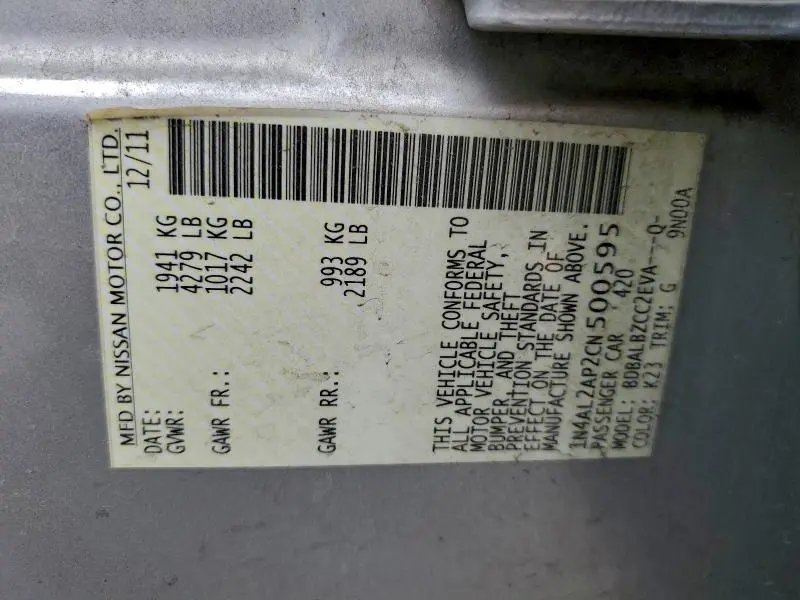 MFD BY NISSAN MOTOR CO., LTD.
DATE: 12/11
GVWR: 1941 KG
4279 LB
GAWR FR.: 1017 KG
2242 LB
GAWR RR.: 993 KG
2189 LB
THIS VEHICLE CONFORMS TO
ALL APPLICABLE FEDERAL
MOTOR VEHICLE SAFETY,
BUMPER, AND THEFT
PREVENTION STANDARDS IN
EFFECT ON THE DATE OF
MANUFACTURE SHOWN ABOVE.
1N4AL2AP2CN500595
PASSENGER CAR 420
MODEL: BDBALBZCC2EVA---Q-
COLOR: K23 TRIM: G 9N00A